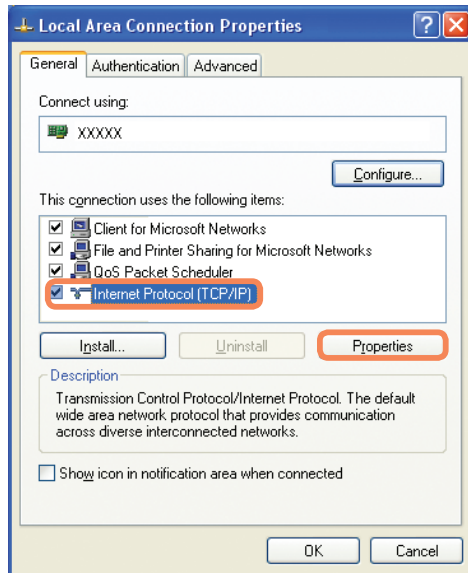 Local Area Connection Properties
General Authentication Advanced
Connect using:
XXXXX
Configure...
This connection uses the following items:
Client for Microsoft Networks
File and Printer Sharing for Microsoft Networks
QoS Packet Scheduler
Internet Protocol (TCP/IP)
Install... Uninstall Properties
Description
Transmission Control Protocol/Internet Protocol. The default
wide area network protocol that provides communication
across diverse interconnected networks.
Show icon in notification area when connected
OK Cancel